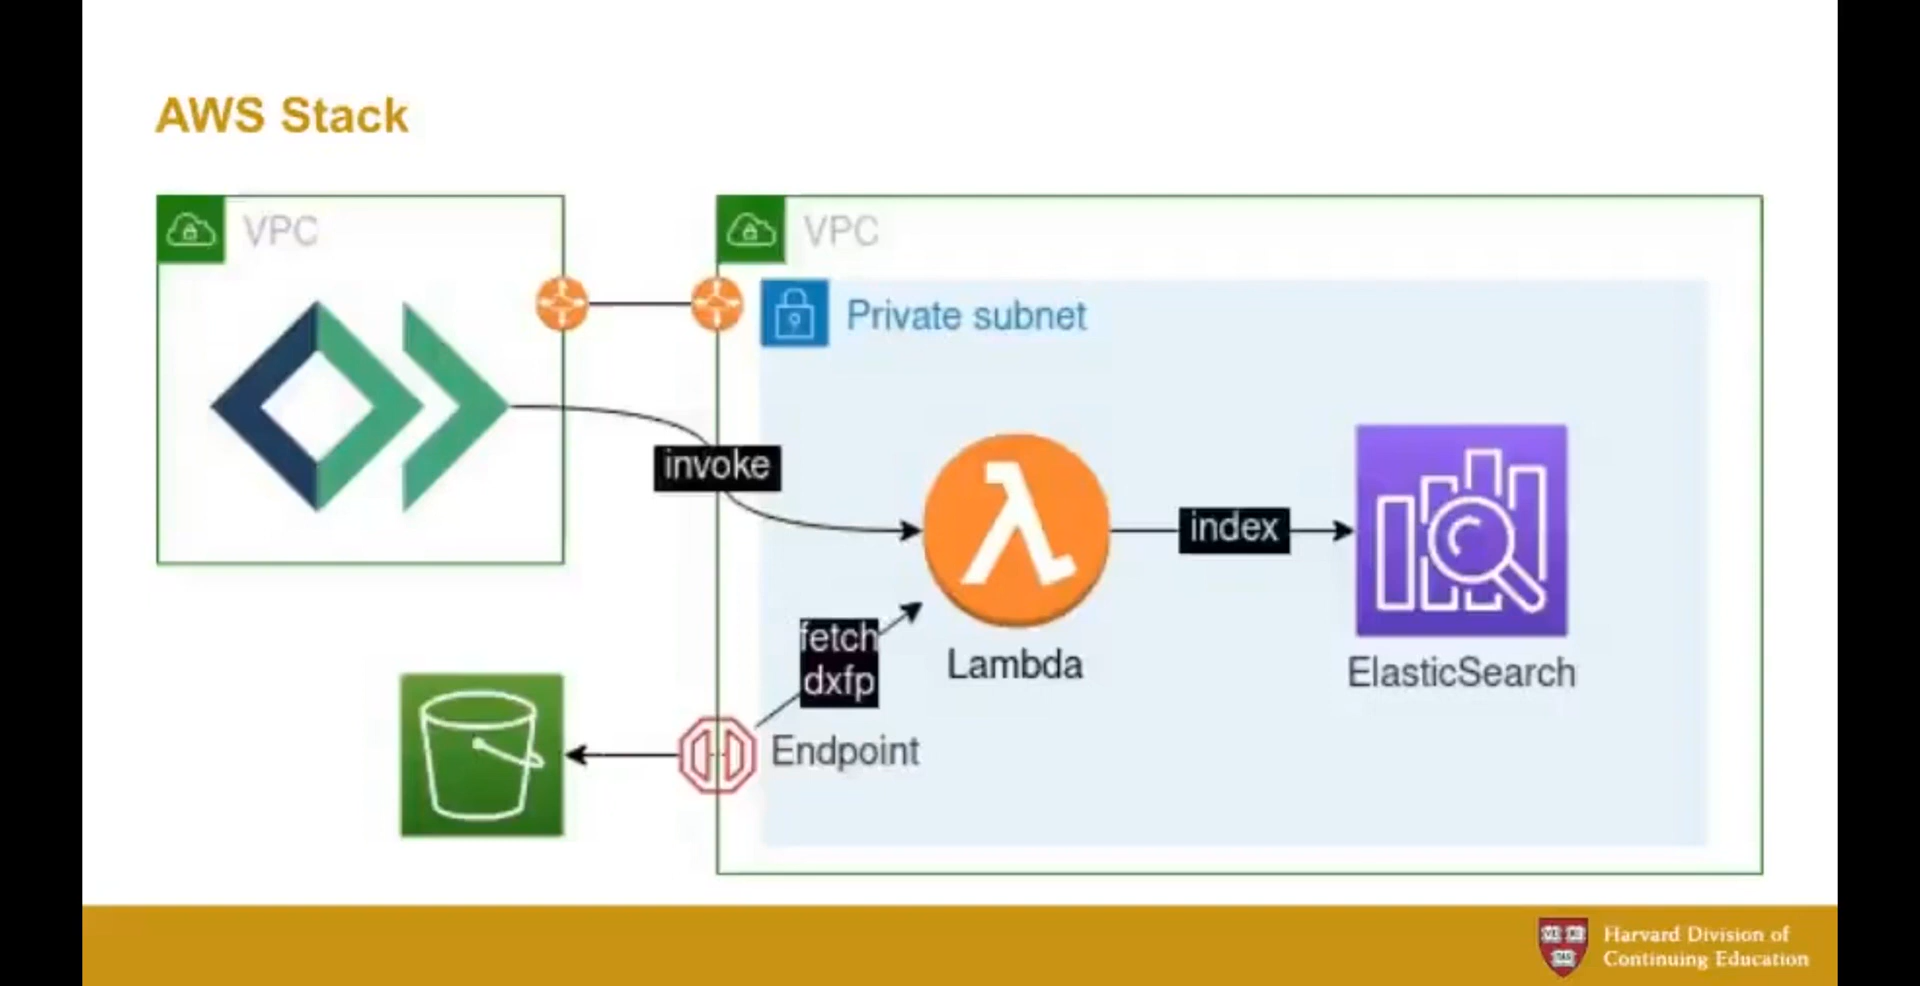 AWS Stack
VPC
VPC
Private subnet
invoke
index
fetch
dxfp
Lambda
ElasticSearch
Endpoint
Harvard Division of
Continuing Education